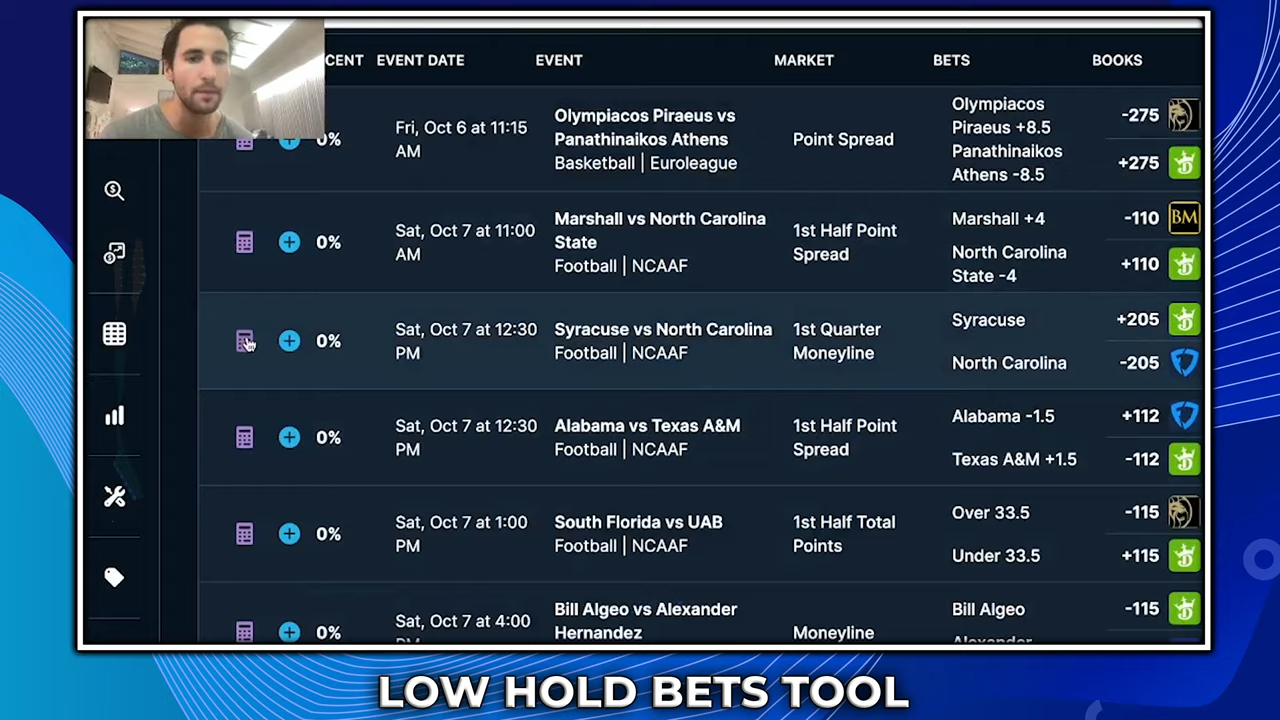 CENT EVENT DATE EVENT MARKET BETS BOOKS
0%
Fri, Oct 6 at 11:15
AM
Olympiacos Piraeus vs
Panathinaikos Athens
Basketball | Euroleague
Point Spread
Olympiacos
Piraeus +8.5
Panathinaikos
Athens -8.5
-275
+275
0%
Sat, Oct 7 at 11:00
AM
Marshall vs North Carolina
State
Football | NCAAF
1st Half Point
Spread
Marshall +4
North Carolina
State -4
-110 BM
+110
0%
Sat, Oct 7 at 12:30
PM
Syracuse vs North Carolina
Football | NCAAF
1st Quarter
Moneyline
Syracuse
North Carolina
+205
-205
0%
Sat, Oct 7 at 12:30
PM
Alabama vs Texas A&M
Football | NCAAF
1st Half Point
Spread
Alabama -1.5
Texas A&M +1.5
+112
-112
0%
Sat, Oct 7 at 1:00
PM
South Florida vs UAB
Football | NCAAF
1st Half Total
Points
Over 33.5
Under 33.5
-115
+115
0%
Sat, Oct 7 at 4:00
PM
Bill Algeo vs Alexander
Hernandez
Moneyline
Bill Algeo
Alexander
-115
LOW HOLD BETS TOOL